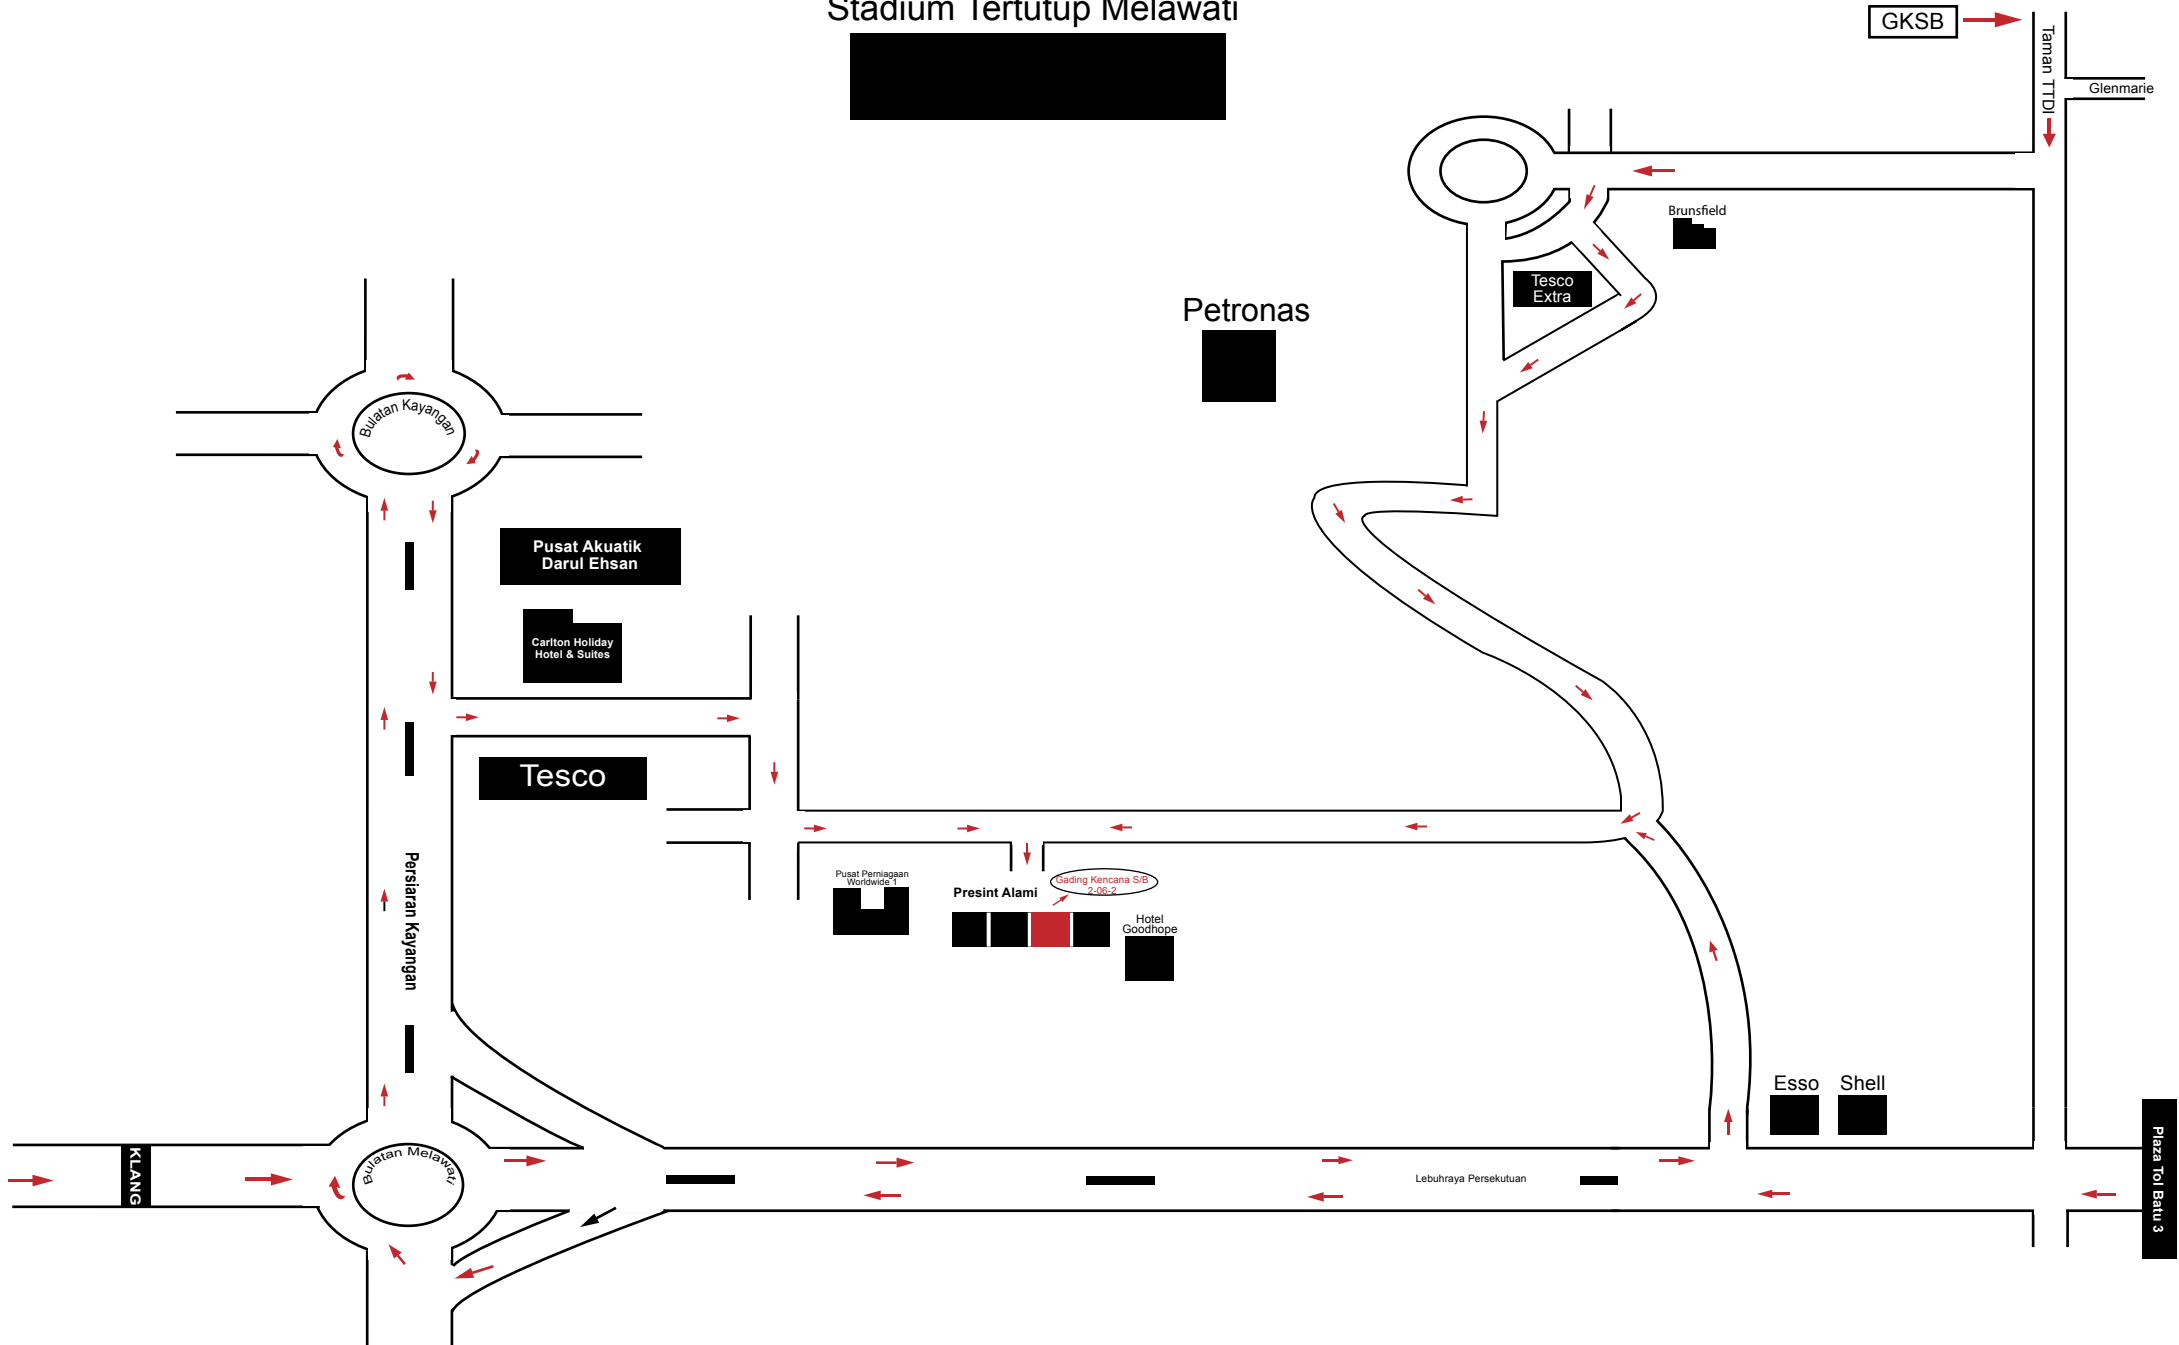 Stadium Tertutup Melawati
GKSB
Taman TTDI
Glenmarie
Brunsfield
Tesco
Extra
Petronas
Bulatan Kayangan
Pusat Akuatik
Darul Ehsan
Carlton Holiday
Hotel & Suites
Tesco
Persiaran Kayangan
Pusat Perniagaan
Worldwide 1
Presint Alami
Gading Kencana S/B
2-06-2
Hotel
Goodhope
Esso
Shell
KLANG
Bulatan Melawati
Lebuhraya Persekutuan
Plaza Tol Batu 3